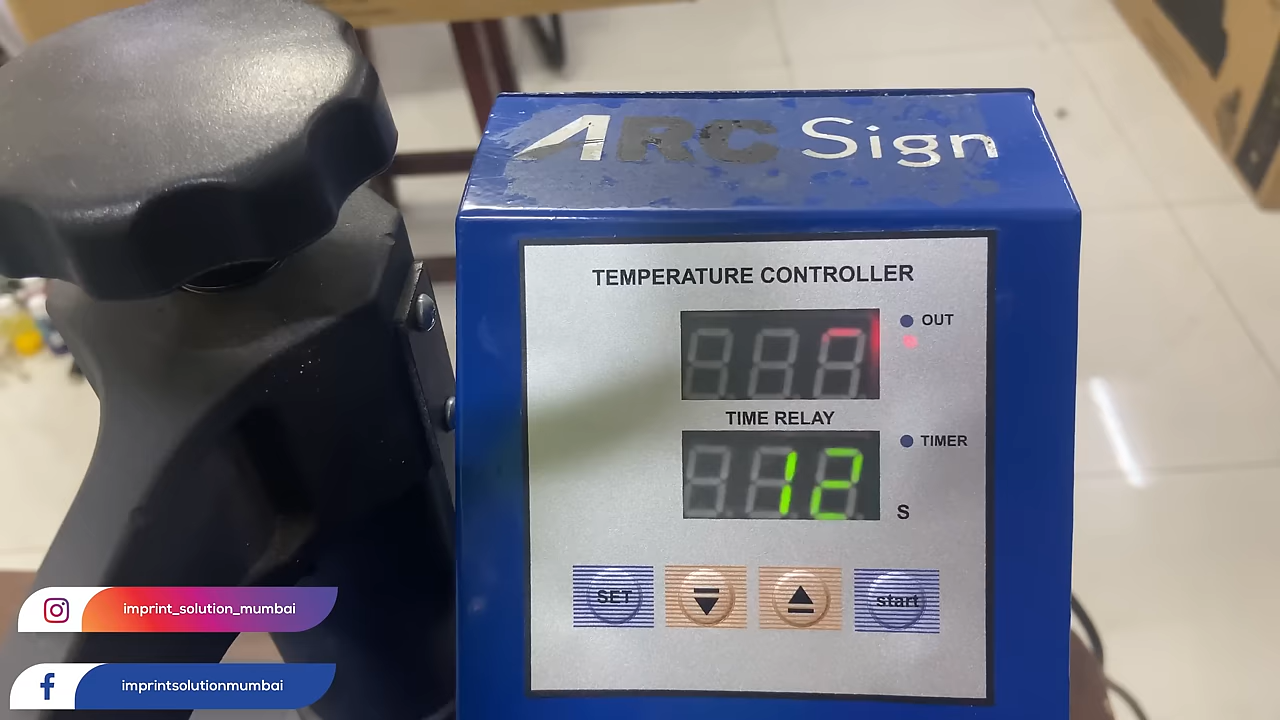 ARC Sign
TEMPERATURE CONTROLLER
OUT
TIME RELAY
TIMER
12
S
SET
start
imprint_solution_mumbai
imprintsolutionmumbai